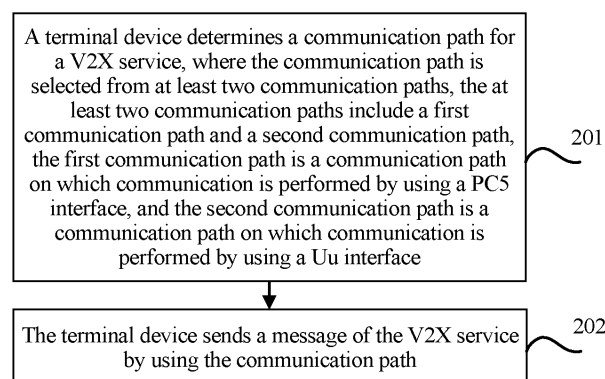 A terminal device determines a communication path for
a V2X service, where the communication path is
selected from at least two communication paths, the at
least two communication paths include a first
communication path and a second communication path,
the first communication path is a communication path
on which communication is performed by using a PC5
interface, and the second communication path is a
communication path on which communication is
performed by using a Uu interface
201
The terminal device sends a message of the V2X service
by using the communication path
202